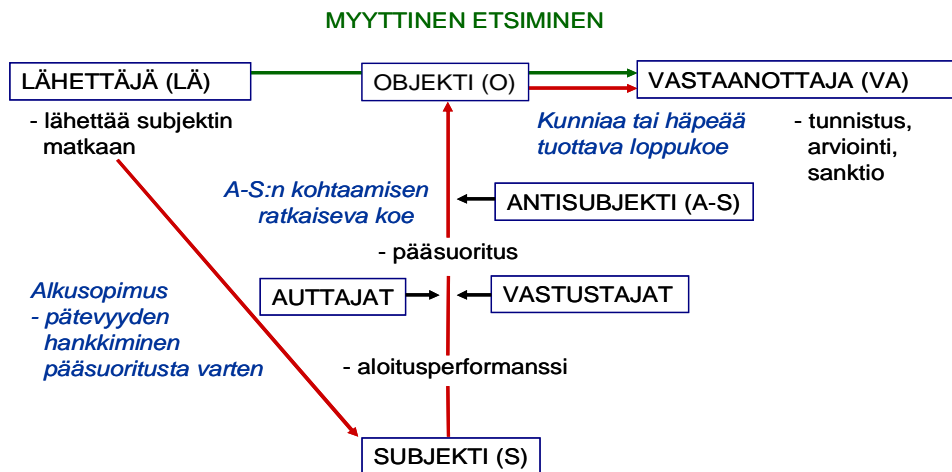 MYYTTINEN ETSIMINEN
LÄHETTÄJÄ (LÄ)
OBJEKTI (O)
VASTAANOTTAJA (VA)
- lähettää subjektin
matkaan
Kunniaa tai häpeää
tuottava loppukoe
- tunnistus,
arviointi,
sanktio
A-S:n kohtaamisen
ratkaiseva koe
ANTISUBJEKTI (A-S)
- pääsuoritus
Alkusopimus
- pätevyyden
hankkiminen
pääsuoritusta varten
AUTTAJAT
VASTUSTAJAT
- aloitusperformanssi
SUBJEKTI (S)